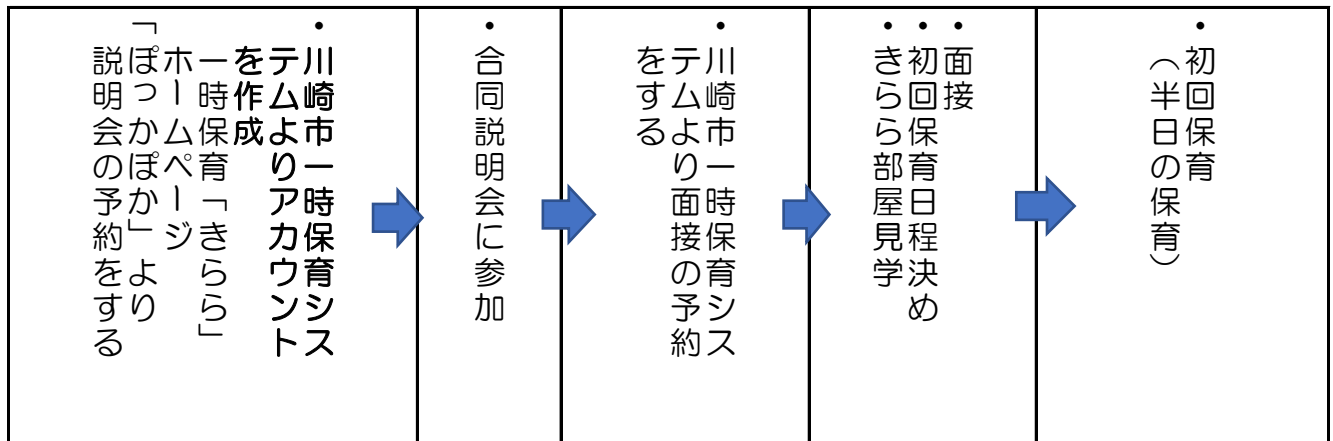 ・川崎市一時保育シス
テムよりアカウント
を作成
一時保育「きらら」
ホームページ
「ぽっかぽか」より
説明会の予約をする
・合同説明会に参加
・川崎市一時保育シス
テムより面接の予約
をする
・面接
・初回保育日程決め
・きらら部屋見学
・初回保育
（半日の保育）